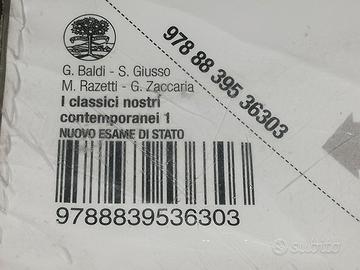 G. Baldi - S. Giusso
M. Razetti - G. Zaccaria
I classici nostri
contemporanei 1
NUOVO ESAME DI STATO
9788839536303
978 88 395 36303
subito